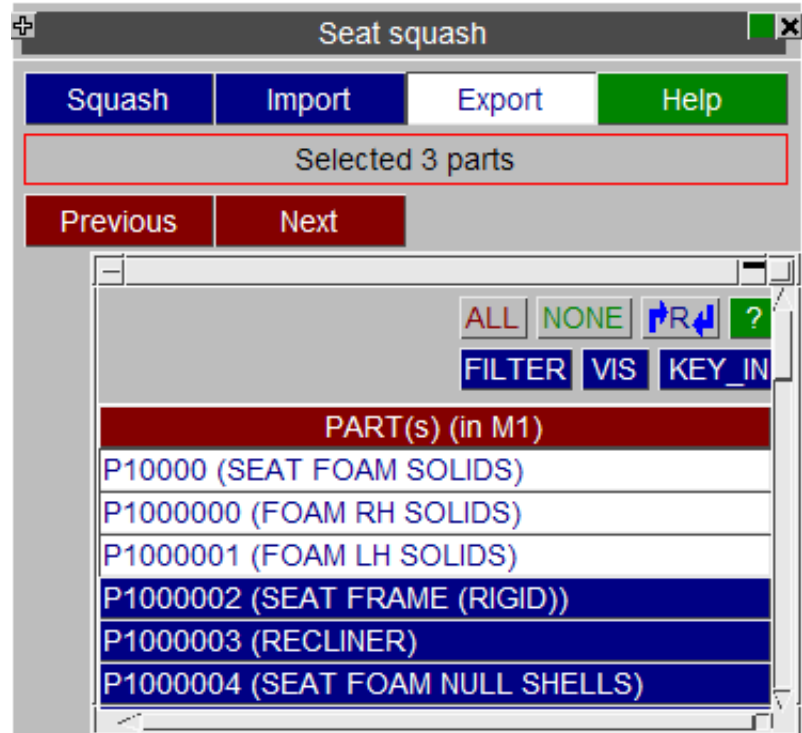 Seat squash
Squash Import Export Help
Selected 3 parts
Previous Next
ALL NONE R ?
FILTER VIS KEY_IN
PART(s) (in M1)
P10000 (SEAT FOAM SOLIDS)
P1000000 (FOAM RH SOLIDS)
P1000001 (FOAM LH SOLIDS)
P1000002 (SEAT FRAME (RIGID))
P1000003 (RECLINER)
P1000004 (SEAT FOAM NULL SHELLS)